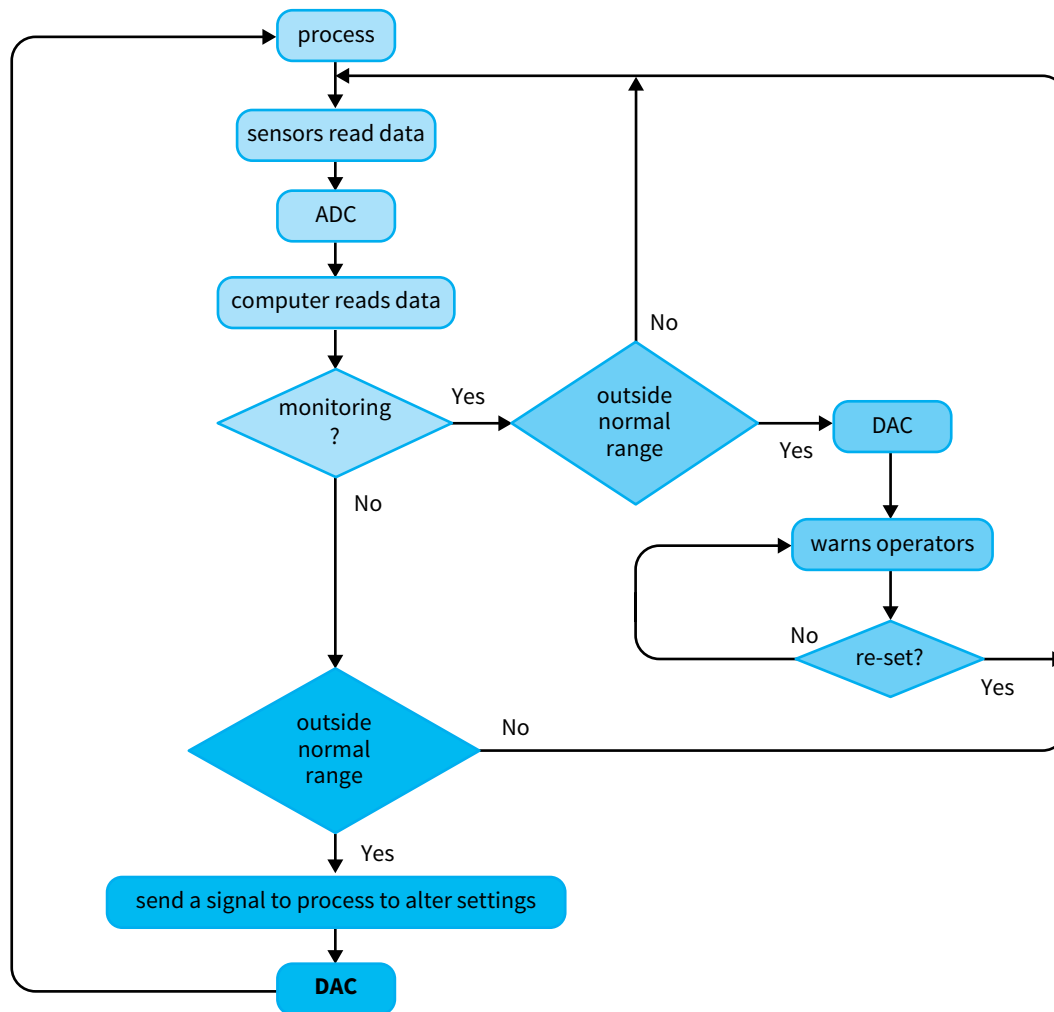 process
sensors read data
ADC
computer reads data
monitoring
?
Yes
No
outside
normal
range
No
Yes
DAC
warns operators
re-set?
No
Yes
outside
normal
range
No
Yes
send a signal to process to alter settings
DAC